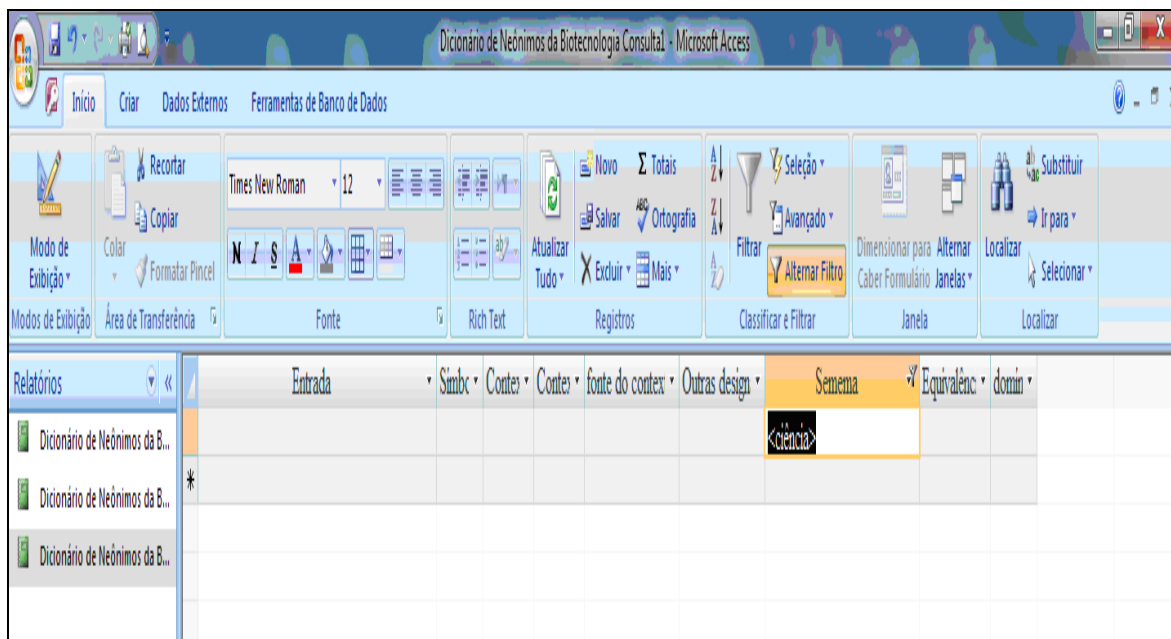 Dicionário de Neônimos da Biotecnologia Consulta1 - Microsoft Access
Início Criar Dados Externos Ferramentas de Banco de Dados
Modo de Exibição
Modos de Exibição
Colar
Recortar
Copiar
Formatar Pincel
Área de Transferência
Times New Roman 12
N I S A
Fonte
ab
Rich Text
Atualizar Tudo
Novo
Salvar
Excluir
Totais
Ortografia
Mais
Registros
Filtrar
Seleção
Avançado
Alternar Filtro
Classificar e Filtrar
Dimensionar para Caber Formulário
Alternar Janelas
Janela
Localizar
Substituir
Ir para
Selecionar
Localizar
Relatórios
Dicionário de Neônimos da B...
Dicionário de Neônimos da B...
Dicionário de Neônimos da B...
Entrada Símbc Contex Contex fonte do contex Outras design Semema Equivalênc: domin
<ciência>
*